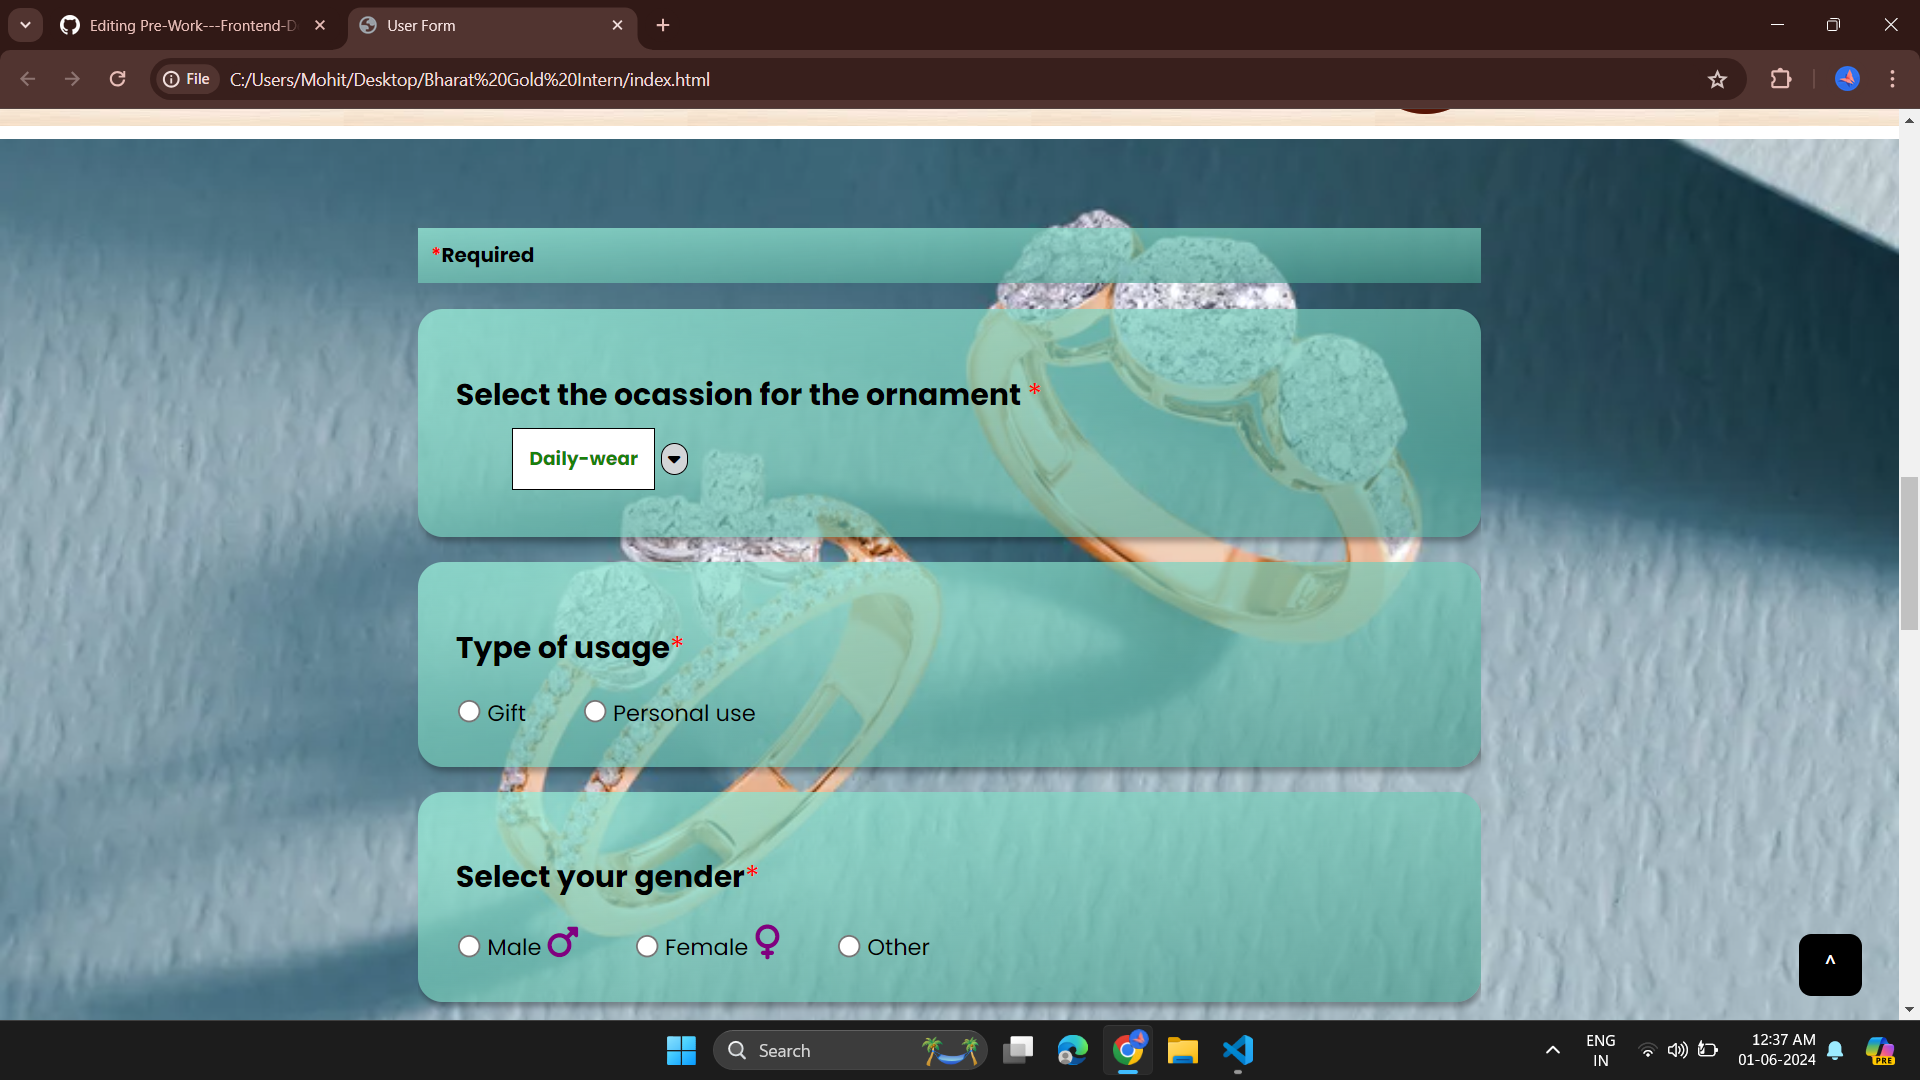 Editing Pre-Work---Frontend-D
User Form
File
C:/Users/Mohit/Desktop/Bharat%20Gold%20Intern/index.html
*Required
Select the ocassion for the ornament *
Daily-wear
Type of usage*
Gift
Personal use
Select your gender*
Male
Female
Other
^
Search
ENG
IN
12:37 AM
01-06-2024
PRE